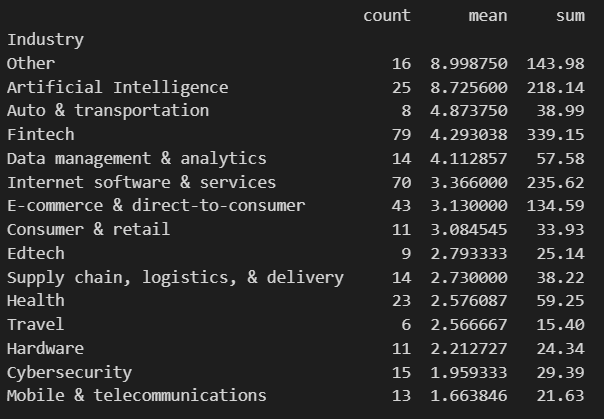 count mean sum
Industry
Other 16 8.998750 143.98
Artificial Intelligence 25 8.725600 218.14
Auto & transportation 8 4.873750 38.99
Fintech 79 4.293038 339.15
Data management & analytics 14 4.112857 57.58
Internet software & services 70 3.366000 235.62
E-commerce & direct-to-consumer 43 3.130000 134.59
Consumer & retail 11 3.084545 33.93
Edtech 9 2.793333 25.14
Supply chain, logistics, & delivery 14 2.730000 38.22
Health 23 2.576087 59.25
Travel 6 2.566667 15.40
Hardware 11 2.212727 24.34
Cybersecurity 15 1.959333 29.39
Mobile & telecommunications 13 1.663846 21.63